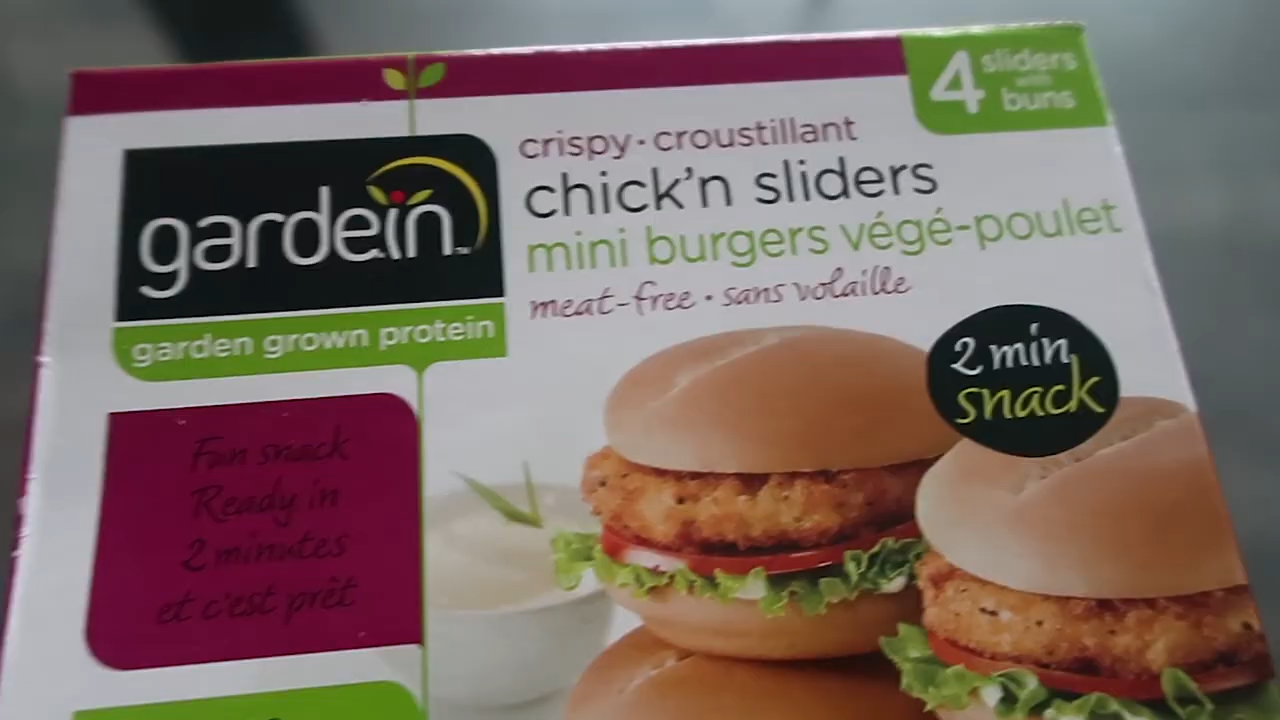 4 sliders
with
buns
gardein™
garden grown protein
crispy · croustillant
chick'n sliders
mini burgers végé-poulet
meat-free · sans volaille
2 min
snack
Fun snack
Ready in
2 minutes
et c'est prêt